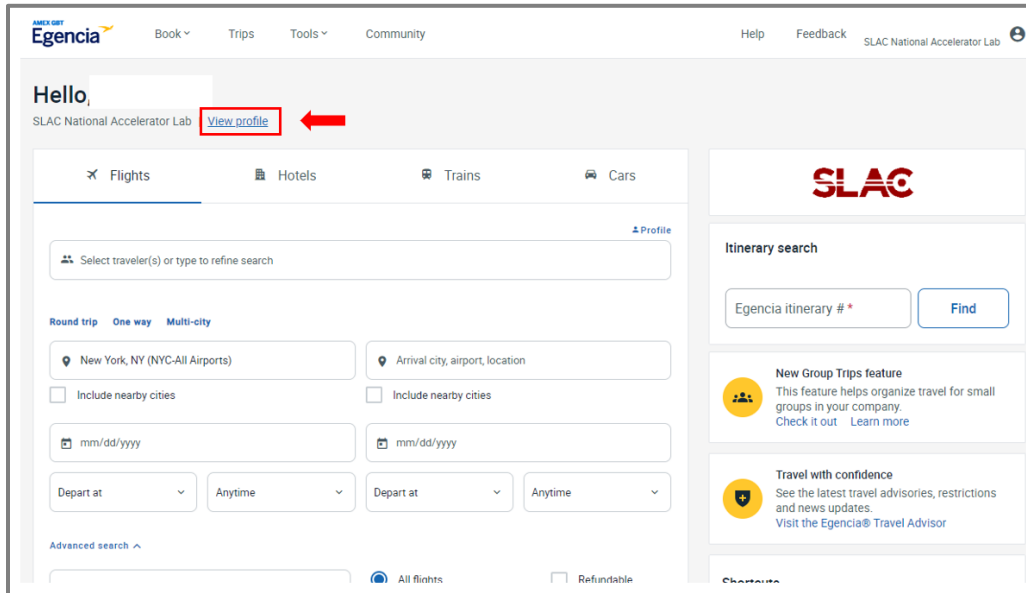 AMEX GBT
Egencia
Book
Trips
Tools
Community
Help
Feedback
SLAC National Accelerator Lab
Hello,
SLAC National Accelerator Lab
View profile
Flights
Hotels
Trains
Cars
Profile
Select traveler(s) or type to refine search
Round trip
One way
Multi-city
New York, NY (NYC-All Airports)
Arrival city, airport, location
Include nearby cities
Include nearby cities
mm/dd/yyyy
mm/dd/yyyy
Depart at
Anytime
Depart at
Anytime
Advanced search
All flights
Refundable
SLAC
Itinerary search
Egencia itinerary # *
Find
New Group Trips feature
This feature helps organize travel for small
groups in your company.
Check it out
Learn more
Travel with confidence
See the latest travel advisories, restrictions
and news updates.
Visit the Egencia® Travel Advisor
Shortcuts